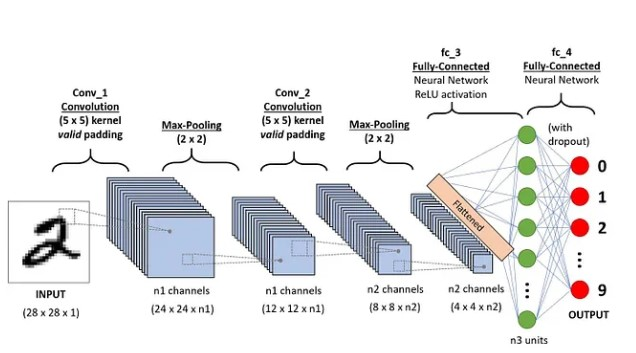 fc_3
Fully-Connected
Neural Network
ReLU activation
fc_4
Fully-Connected
Neural Network
Conv_1
Convolution
(5 x 5) kernel
valid padding
Max-Pooling
(2 x 2)
Conv_2
Convolution
(5 x 5) kernel
valid padding
Max-Pooling
(2 x 2)
(with
dropout)
Flattened
0
1
2
9
INPUT
(28 x 28 x 1)
n1 channels
(24 x 24 x n1)
n1 channels
(12 x 12 x n1)
n2 channels
(8 x 8 x n2)
n2 channels
(4 x 4 x n2)
OUTPUT
n3 units
2